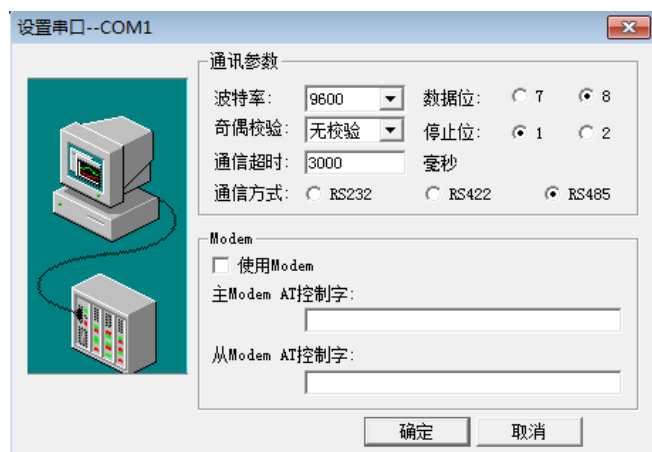 设置串口--COM1
通讯参数
波特率: 9600 数据位: 7 8
奇偶校验: 无校验 停止位: 1 2
通信超时: 3000 毫秒
通信方式: RS232 RS422 RS485
Modem
使用Modem
主Modem AT控制字:
从Modem AT控制字:
确定 取消